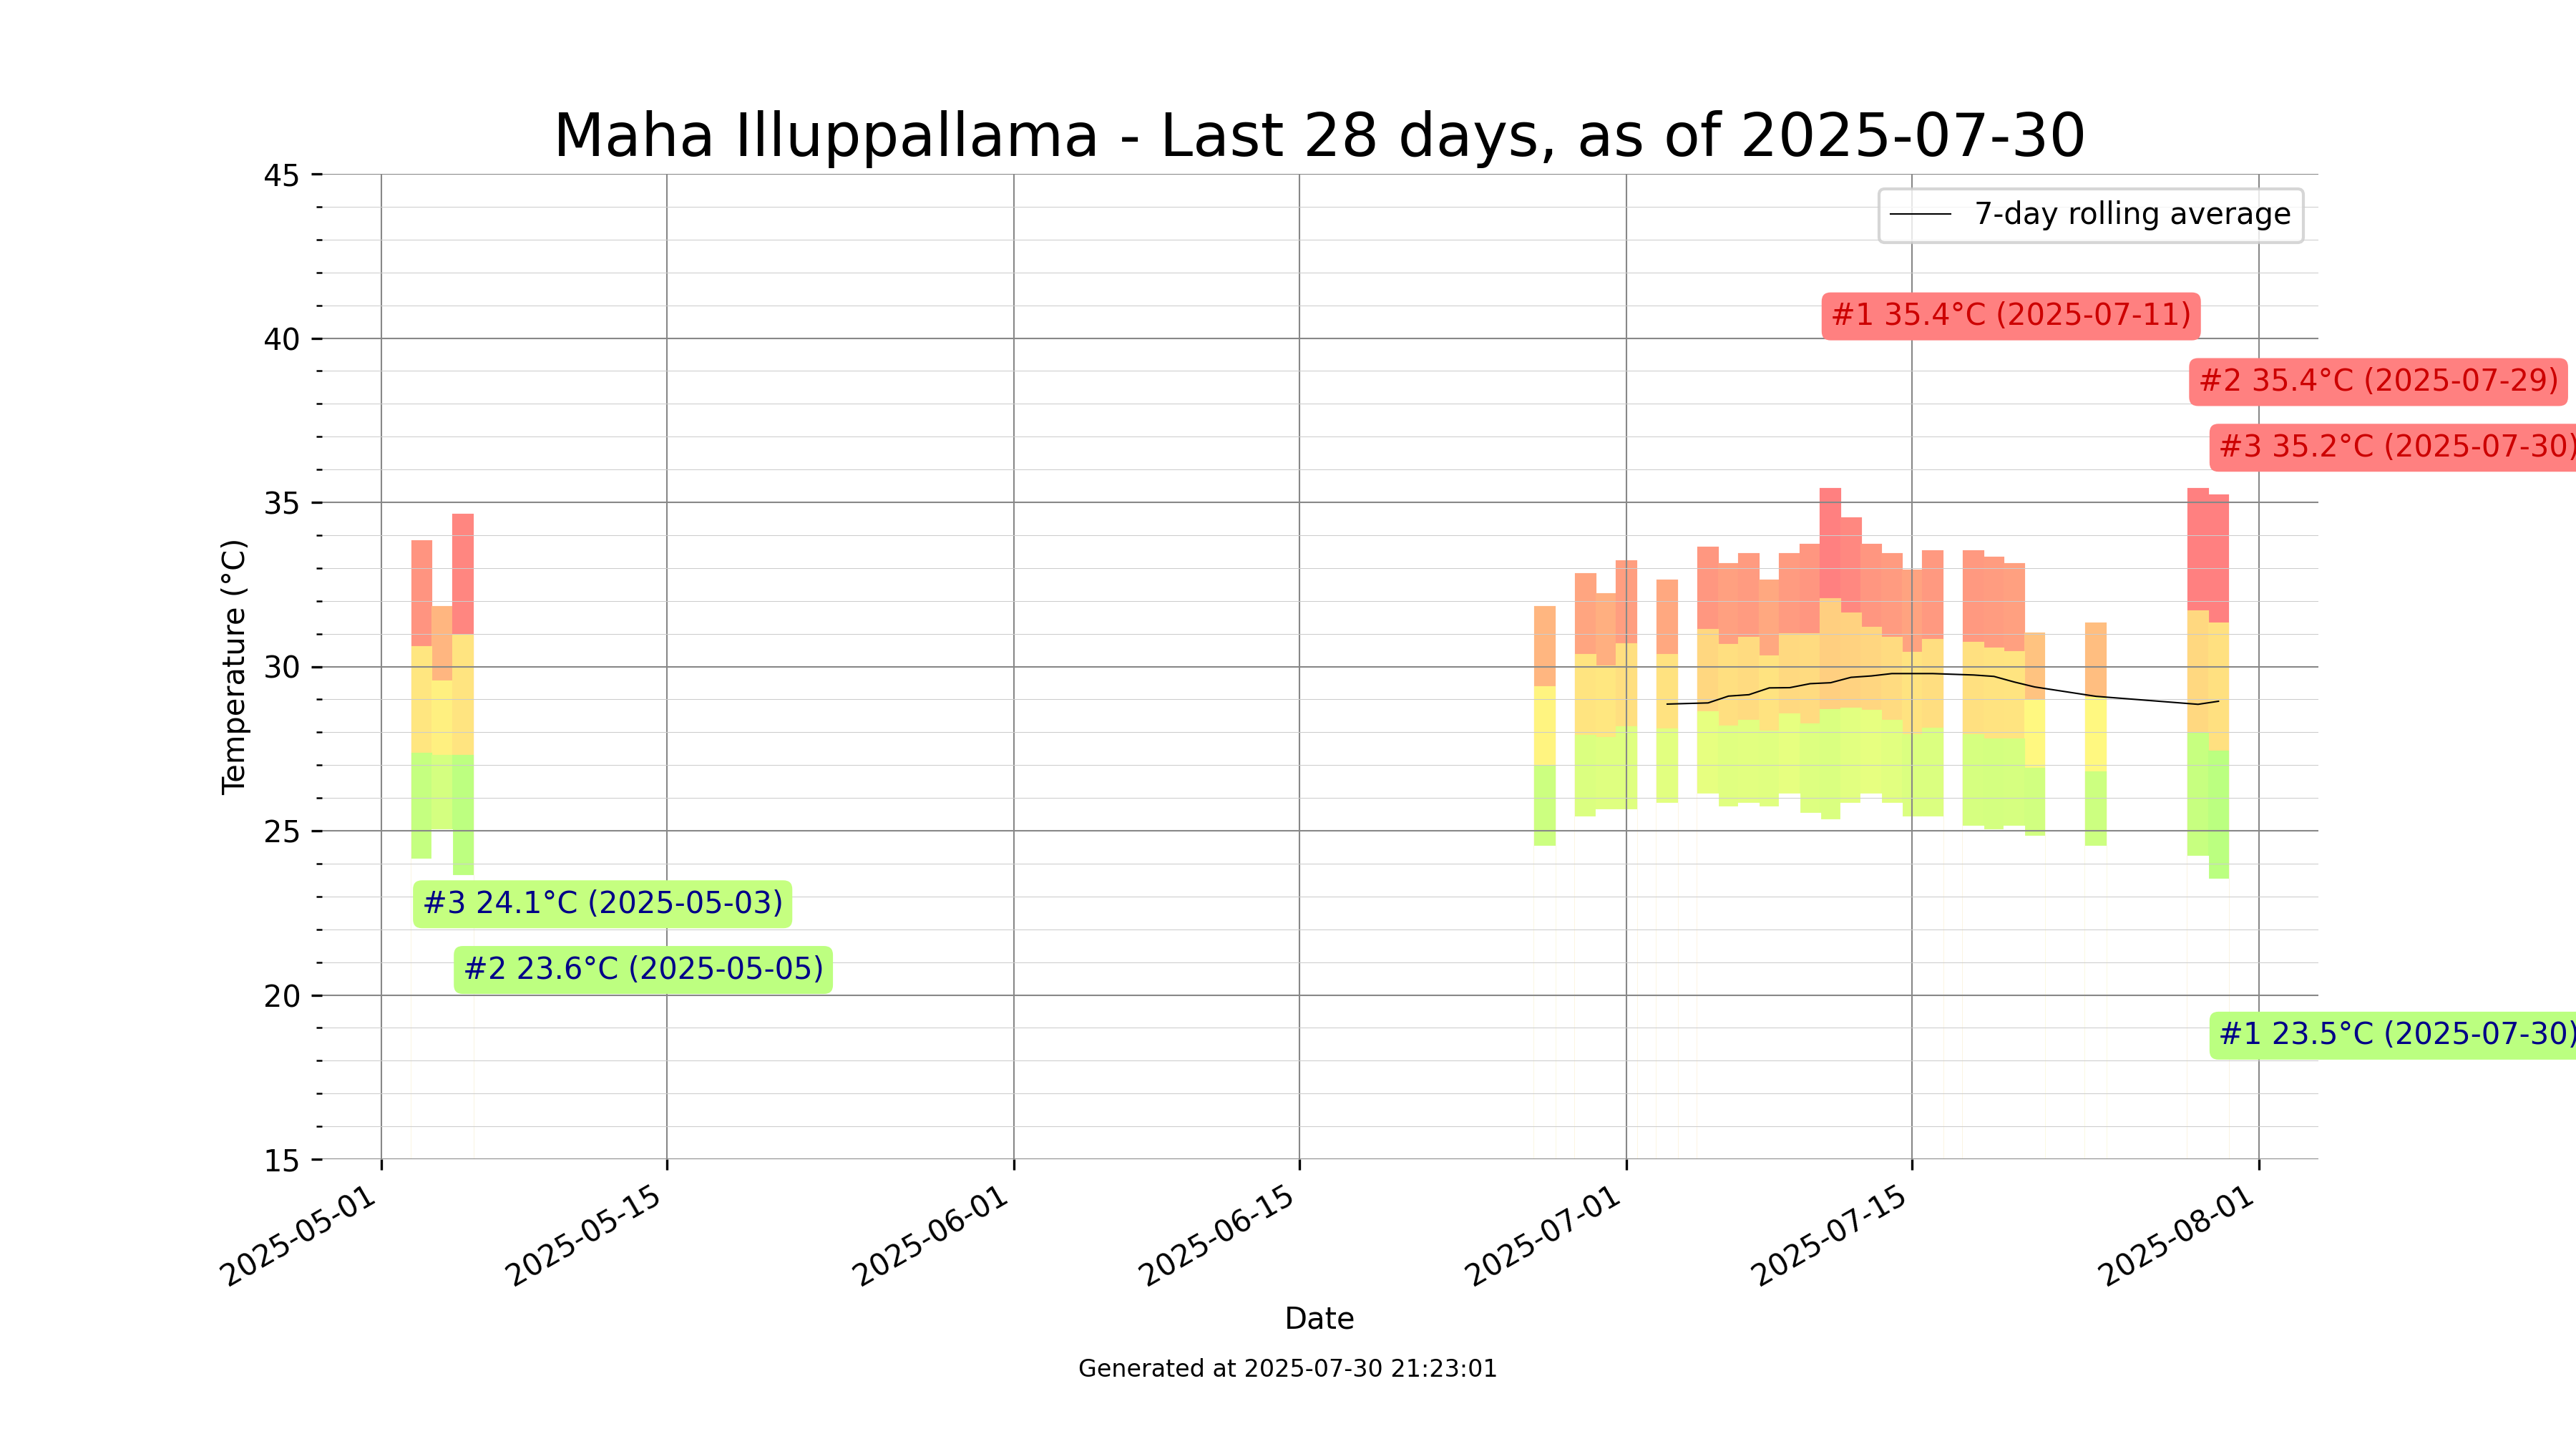 Maha Illuppallama - Last 28 days, as of 2025-07-30
45
7-day rolling average
#1 35.4°C (2025-07-11)
40
#2 35.4°C (2025-07-29)
#3 35.2°C (2025-07-30)
35
Temperature (°C)
30
25
#3 24.1°C (2025-05-03)
#2 23.6°C (2025-05-05)
20
#1 23.5°C (2025-07-30)
15
2025-05-01
2025-05-15
2025-06-01
2025-06-15
2025-07-01
2025-07-15
2025-08-01
Date
Generated at 2025-07-30 21:23:01